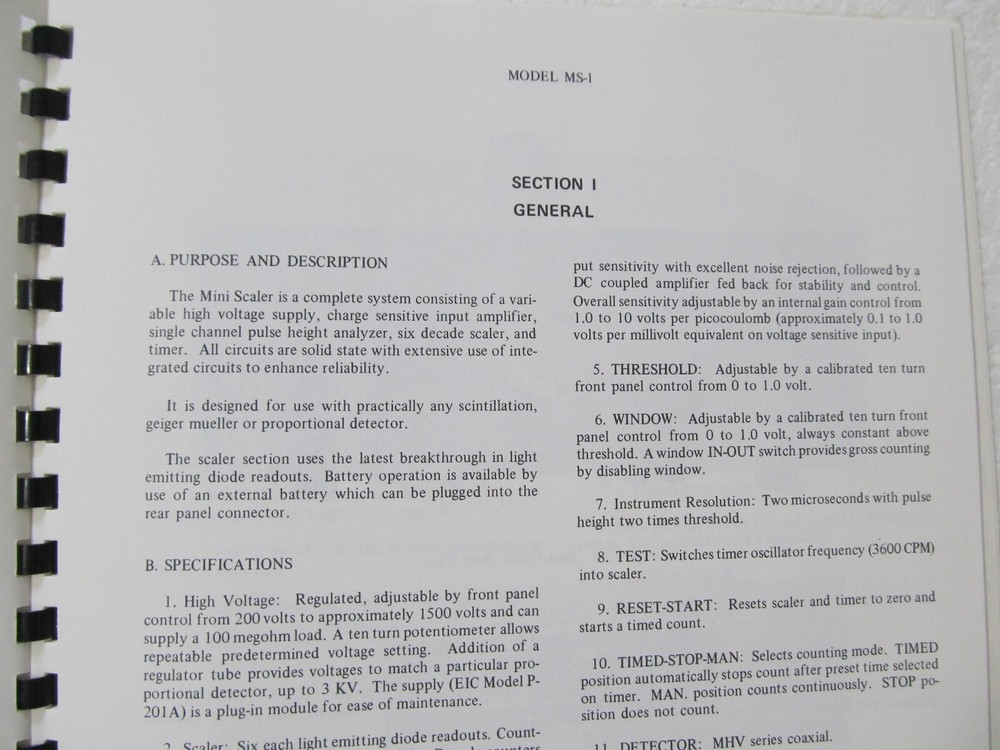 MODEL MS-1
SECTION I
GENERAL
A. PURPOSE AND DESCRIPTION
The Mini Scaler is a complete system consisting of a vari-
able high voltage supply, charge sensitive input amplifier,
single channel pulse height analyzer, six decade scaler, and
timer. All circuits are solid state with extensive use of inte-
grated circuits to enhance reliability.
It is designed for use with practically any scintillation,
geiger mueller or proportional detector.
The scaler section uses the latest breakthrough in light
emitting diode readouts. Battery operation is available by
use of an external battery which can be plugged into the
rear panel connector.
B. SPECIFICATIONS
1. High Voltage: Regulated, adjustable by front panel
control from 200 volts to approximately 1500 volts and can
supply a 100 megohm load. A ten turn potentiometer allows
repeatable predetermined voltage setting. Addition of a
regulator tube provides voltages to match a particular pro-
portional detector, up to 3 KV. The supply (EIC Model P-
201A) is a plug-in module for ease of maintenance.
2. Scaler: Six each light emitting diode readouts. Count-
put sensitivity with excellent noise rejection, followed by a
DC coupled amplifier fed back for stability and control.
Overall sensitivity adjustable by an internal gain control from
1.0 to 10 volts per picocoulomb (approximately 0.1 to 1.0
volts per millivolt equivalent on voltage sensitive input).
5. THRESHOLD: Adjustable by a calibrated ten turn
front panel control from 0 to 1.0 volt.
6. WINDOW: Adjustable by a calibrated ten turn front
panel control from 0 to 1.0 volt, always constant above
threshold. A window IN-OUT switch provides gross counting
by disabling window.
7. Instrument Resolution: Two microseconds with pulse
height two times threshold.
8. TEST: Switches timer oscillator frequency (3600 CPM)
into scaler.
9. RESET-START: Resets scaler and timer to zero and
starts a timed count.
10. TIMED-STOP-MAN: Selects counting mode. TIMED
position automatically stops count after preset time selected
on timer. MAN. position counts continuously. STOP po-
sition does not count.
11. DETECTOR: MHV series coaxial.